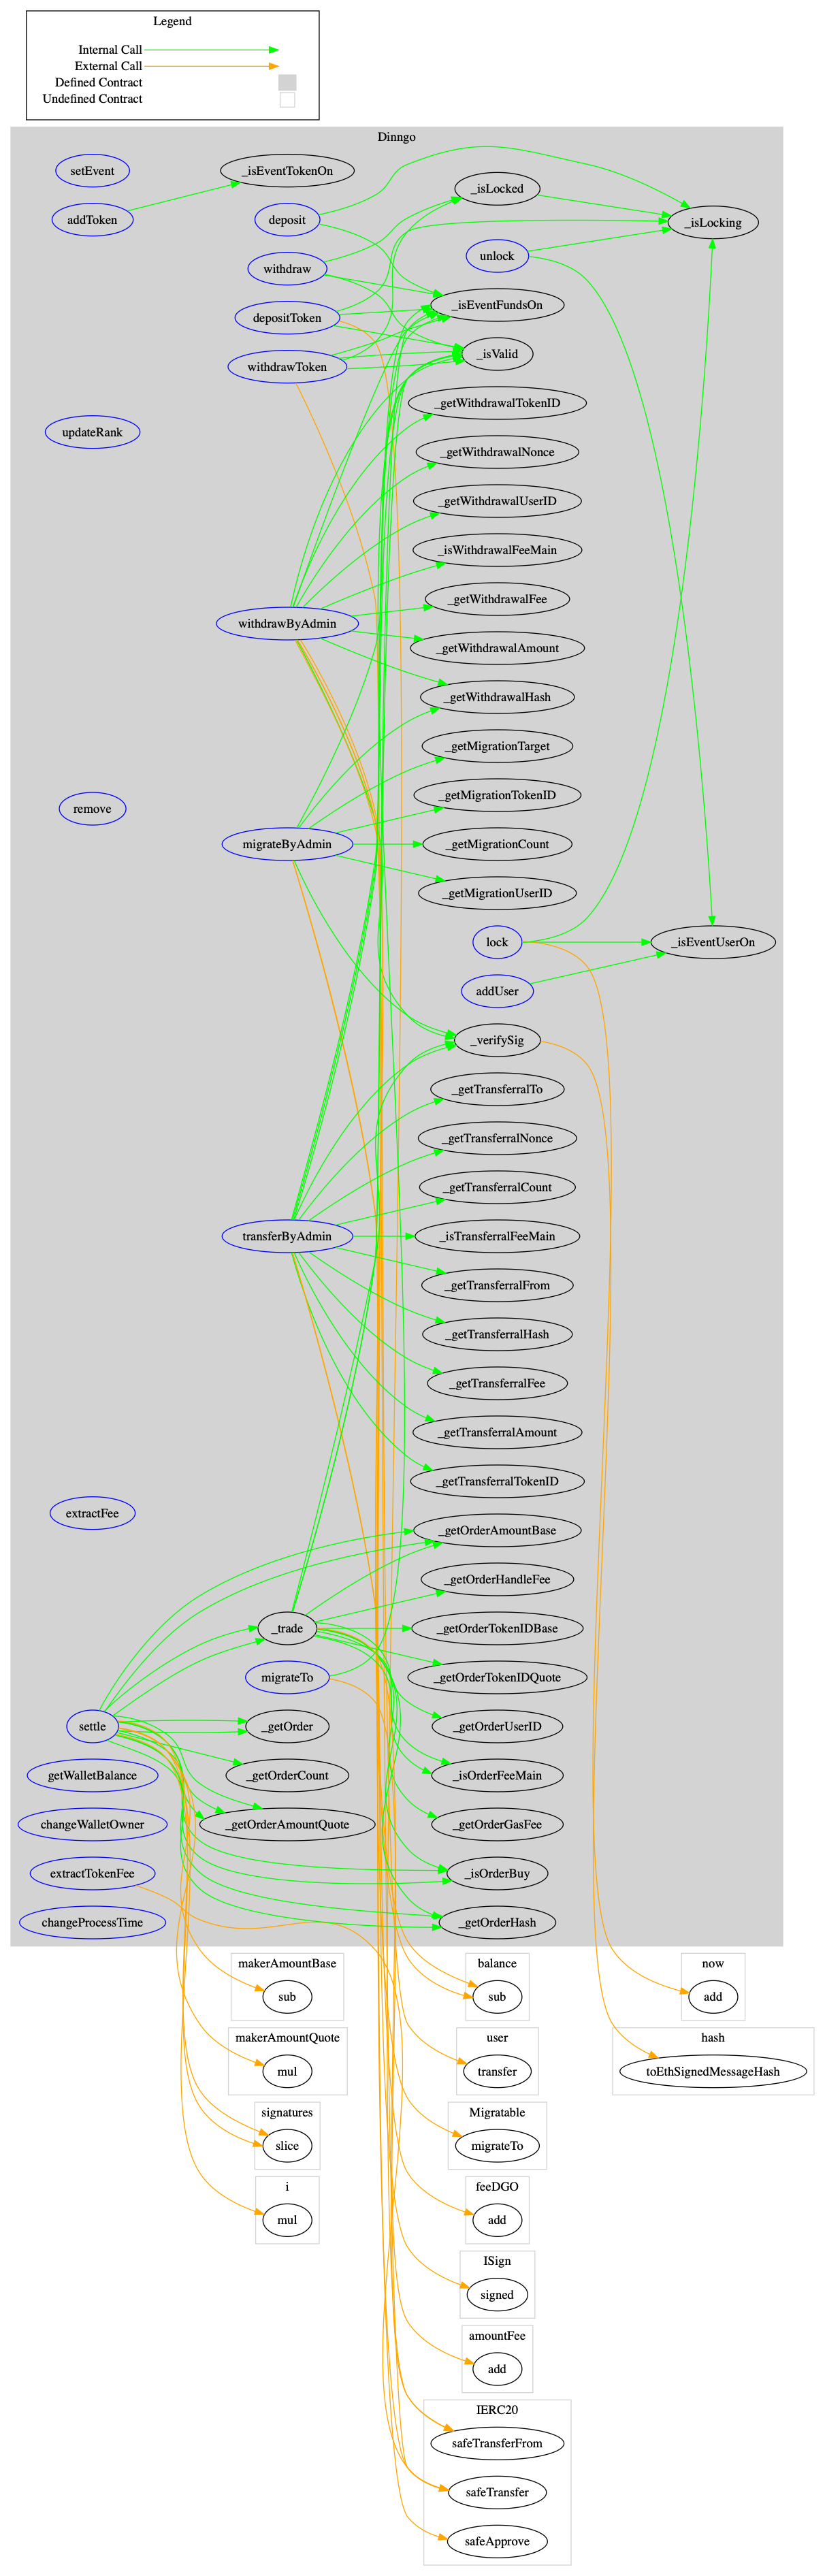 Legend
Internal Call
External Call
Defined Contract
Undefined Contract
Dinngo
setEvent
_isEventTokenOn
addToken
deposit
_isLocked
_isLocking
withdraw
unlock
depositToken
_isEventFundsOn
withdrawToken
_isValid
_getWithdrawalTokenID
updateRank
_getWithdrawalNonce
_getWithdrawalUserID
_isWithdrawalFeeMain
_getWithdrawalFee
withdrawByAdmin
_getWithdrawalAmount
_getWithdrawalHash
_getMigrationTarget
_getMigrationTokenID
remove
migrateByAdmin
_getMigrationCount
_getMigrationUserID
lock
_isEventUserOn
addUser
_verifySig
_getTransferralTo
_getTransferralNonce
_getTransferralCount
transferByAdmin
_isTransferralFeeMain
_getTransferralFrom
_getTransferralHash
_getTransferralFee
_getTransferralAmount
_getTransferralTokenID
extractFee
_getOrderAmountBase
_getOrderHandleFee
_trade
_getOrderTokenIDBase
migrateTo
_getOrderTokenIDQuote
settle
_getOrder
_getOrderUserID
getWalletBalance
_getOrderCount
_isOrderFeeMain
changeWalletOwner
_getOrderAmountQuote
_getOrderGasFee
extractTokenFee
_isOrderBuy
changeProcessTime
_getOrderHash
makerAmountBase
balance
now
sub
sub
add
makerAmountQuote
user
hash
mul
transfer
toEthSignedMessageHash
signatures
Migratable
slice
migrateTo
i
feeDGO
mul
add
ISign
signed
amountFee
add
IERC20
safeTransferFrom
safeTransfer
safeApprove